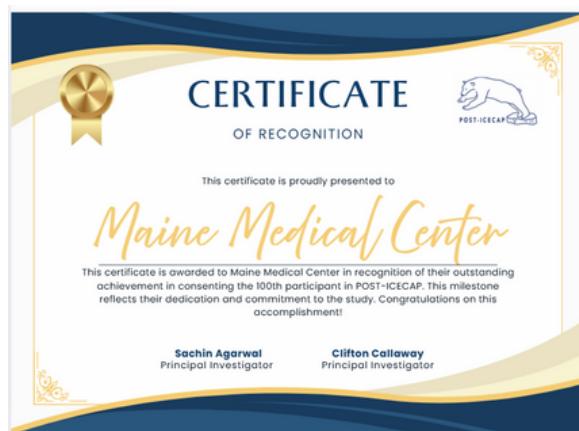 CERTIFICATE
OF RECOGNITION
POST-ICECAP
This certificate is proudly presented to
Maine Medical Center
This certificate is awarded to Maine Medical Center in recognition of their outstanding
achievement in consenting the 100th participant in POST-ICECAP. This milestone
reflects their dedication and commitment to the study. Congratulations on this
accomplishment!
Sachin Agarwal
Principal Investigator
Clifton Callaway
Principal Investigator